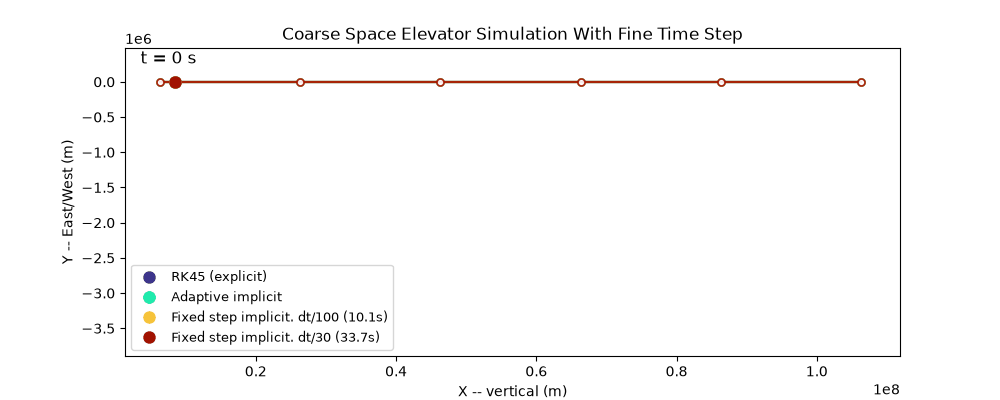 Coarse Space Elevator Simulation With Fine Time Step
1e6
t = 0 s
0.0
−0.5
−1.0
−1.5
−2.0
−2.5
−3.0
−3.5
Y -- East/West (m)
RK45 (explicit)
Adaptive implicit
Fixed step implicit. dt/100 (10.1s)
Fixed step implicit. dt/30 (33.7s)
0.2 0.4 0.6 0.8 1.0
X -- vertical (m)
1e8